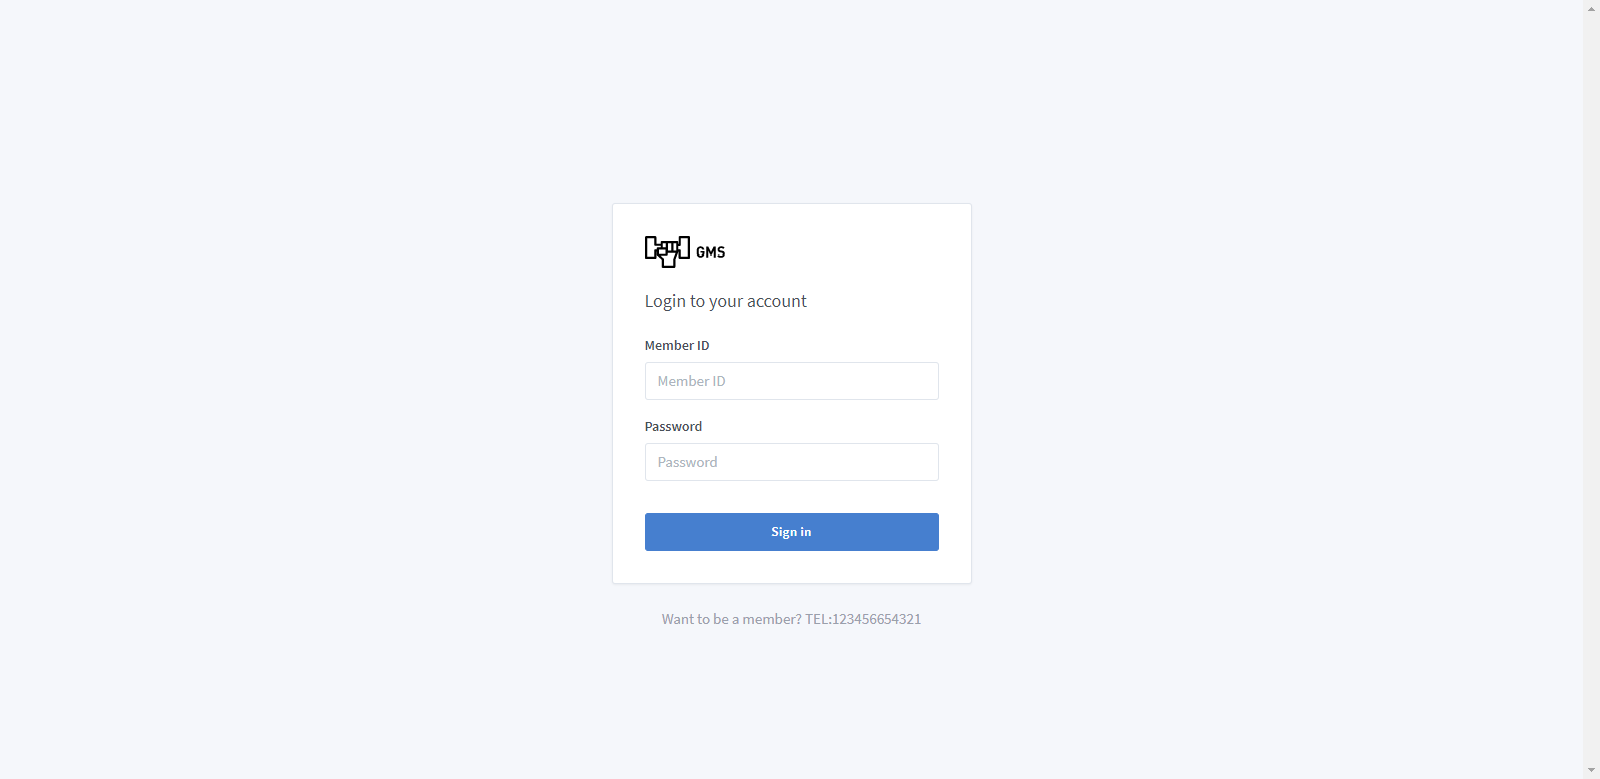 GMS
Login to your account
Member ID
Member ID
Password
Password
Sign in
Want to be a member? TEL:123456654321